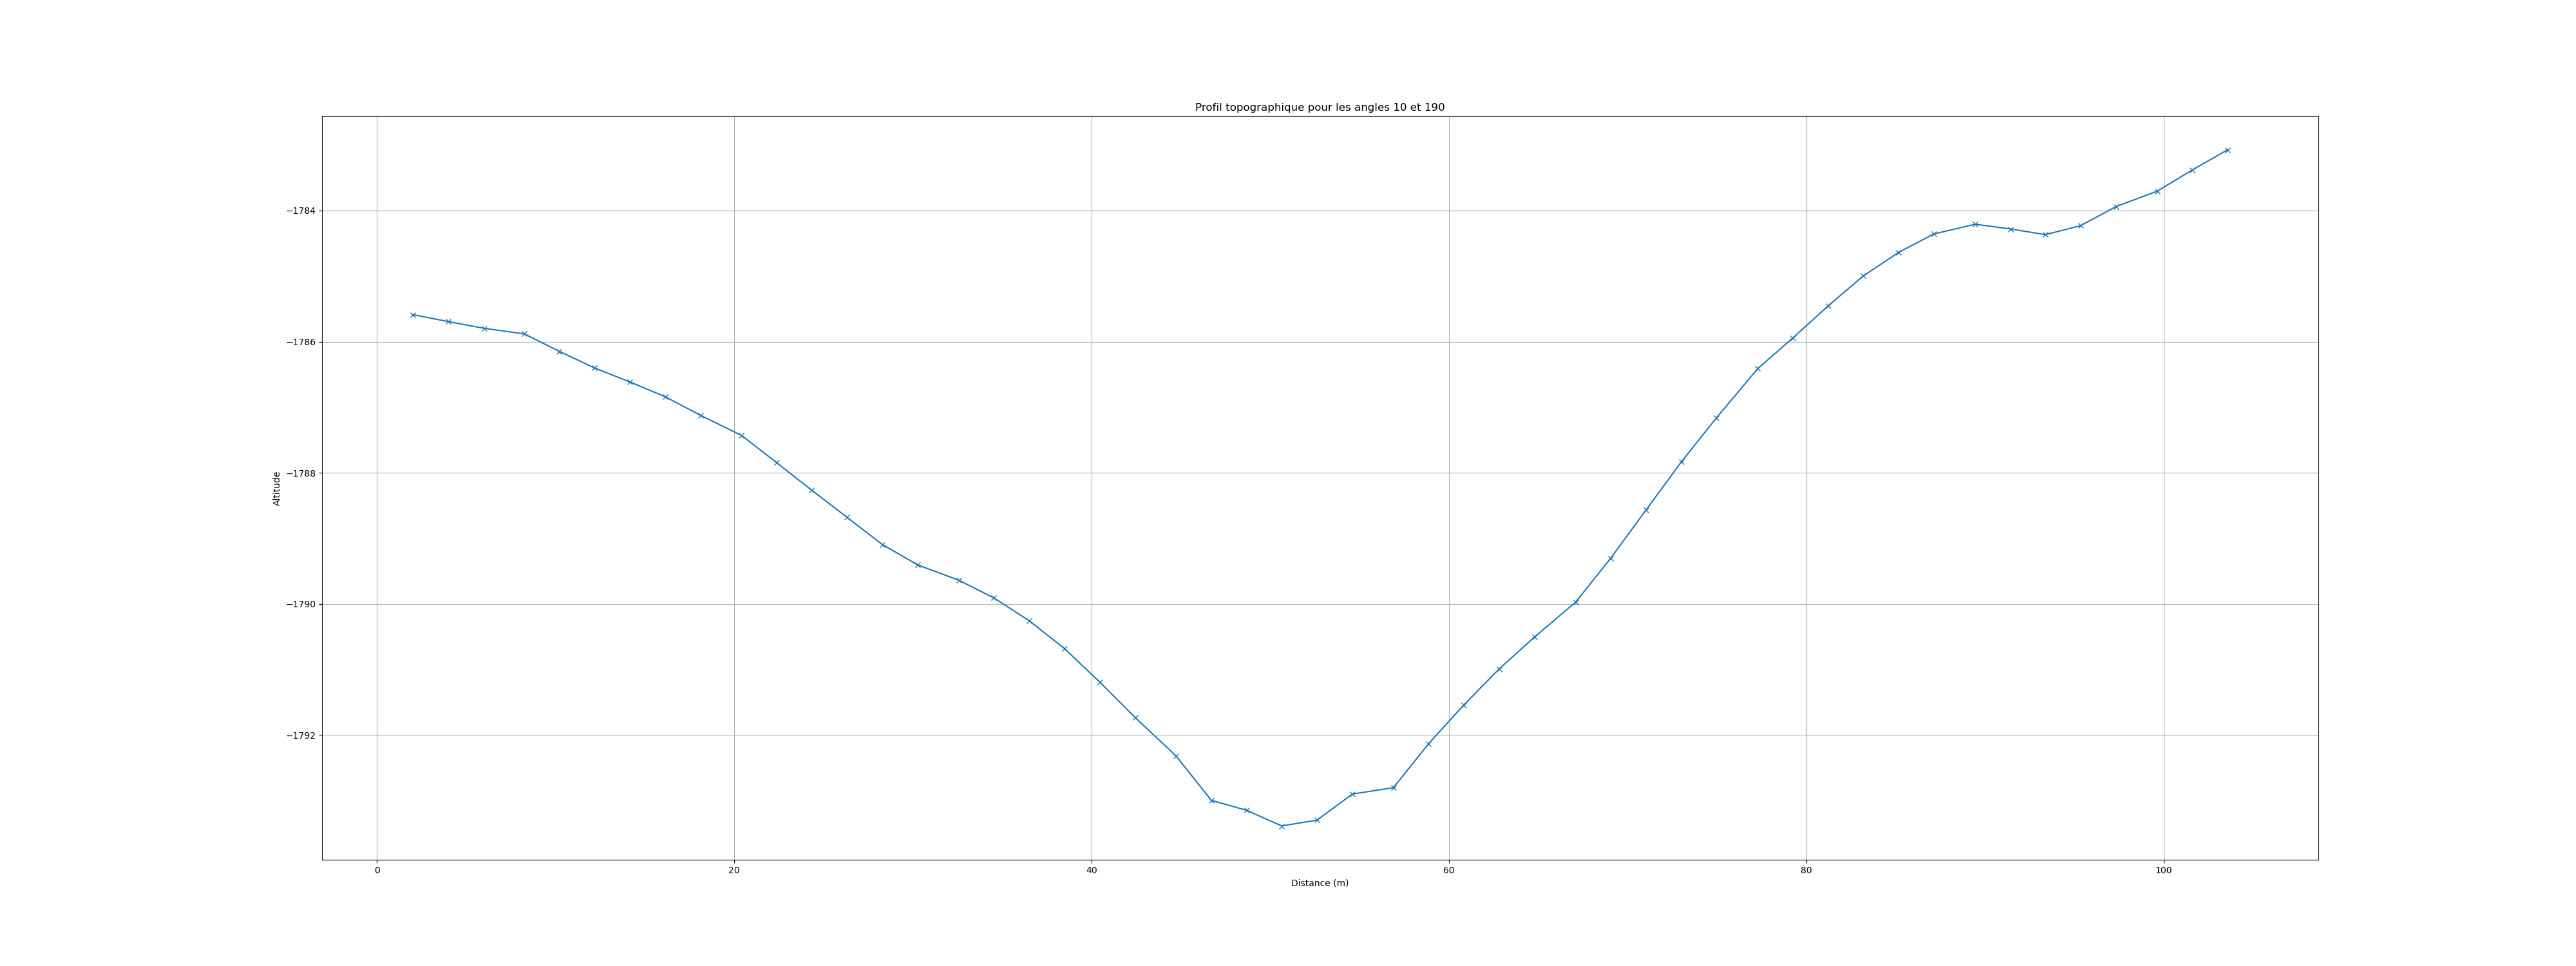 Profil topographique pour les angles 10 et 190
−1784
−1786
−1788
−1790
−1792
Altitude
0 20 40 60 80 100
Distance (m)